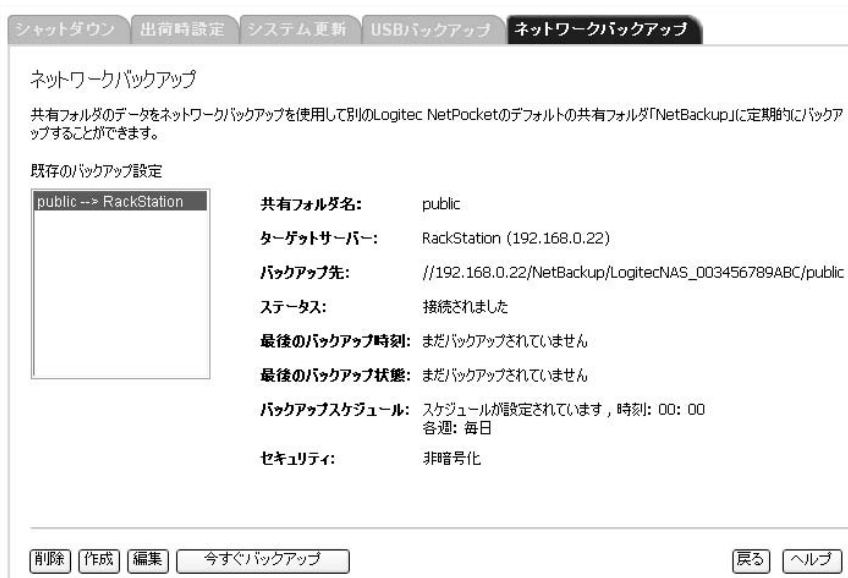 シャットダウン 出荷時設定 システム更新 USBバックアップ ネットワークバックアップ
ネットワークバックアップ
共有フォルダのデータをネットワークバックアップを使用して別のLogitec NetPocketのデフォルトの共有フォルダ「NetBackup」に定期的にバックア
ップすることができます。
既存のバックアップ設定
public --> RackStation
共有フォルダ名: public
ターゲットサーバー: RackStation (192.168.0.22)
バックアップ先: //192.168.0.22/NetBackup/LogitecNAS_003456789ABC/public
ステータス: 接続されました
最後のバックアップ時刻: まだバックアップされていません
最後のバックアップ状態: まだバックアップされていません
バックアップスケジュール: スケジュールが設定されています , 時刻: 00: 00
各週: 毎日
セキュリティ: 非暗号化
削除 作成 編集 今すぐバックアップ 戻る ヘルプ